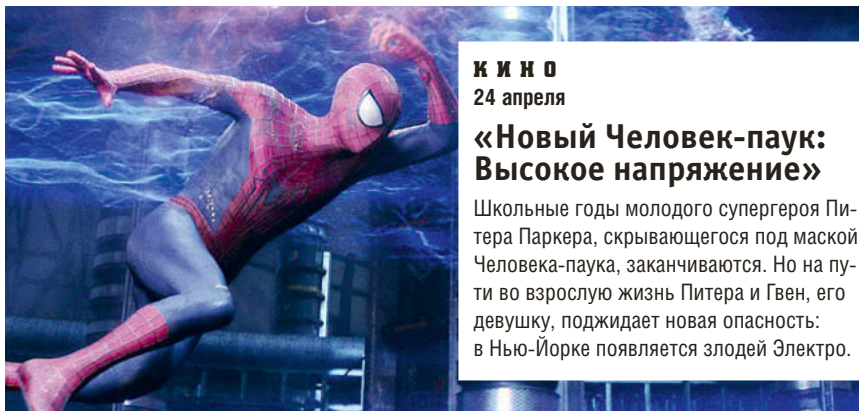 КИНО
24 апреля
«Новый Человек-паук:
Высокое напряжение»
Школьные годы молодого супергероя Пи-
тера Паркера, скрывающегося под маской
Человека-паука, заканчиваются. Но на пу-
ти во взрослую жизнь Питера и Гвен, его
девушку, поджидает новая опасность:
в Нью-Йорке появляется злодей Электро.